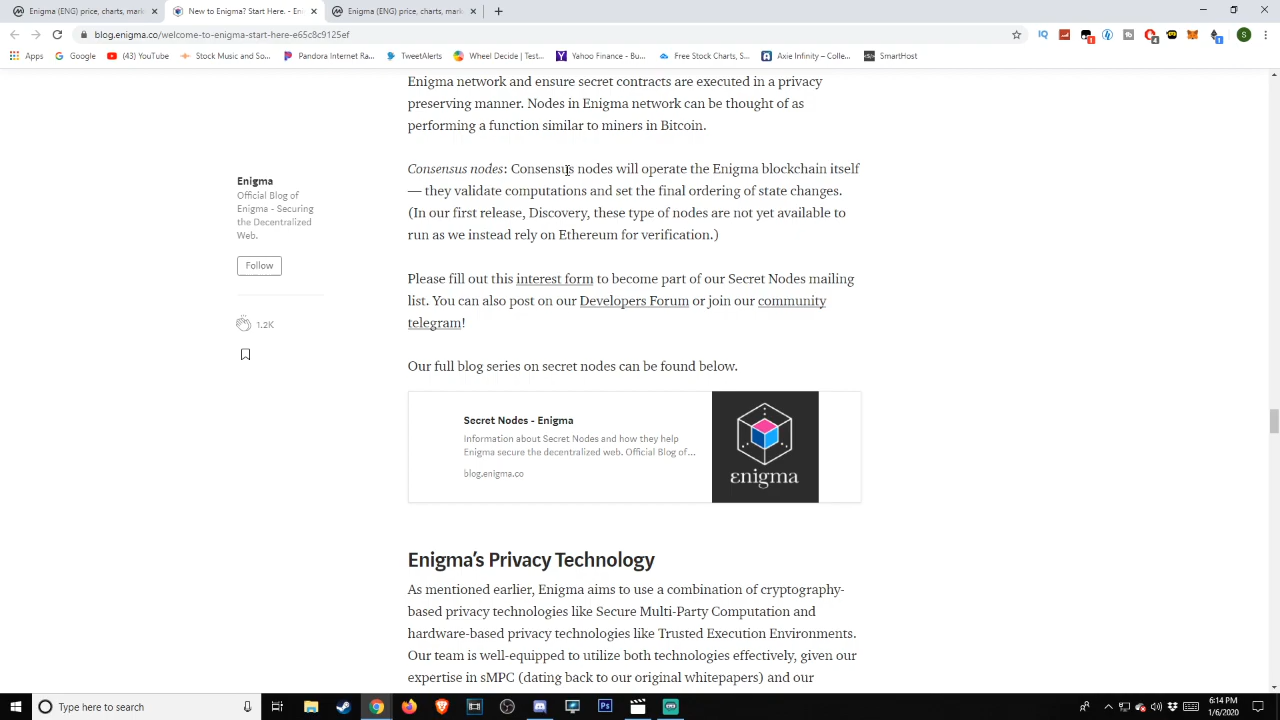 Enigma (ENG) price, charts, mark
New to Enigma? Start Here. - En
Enigma (ENG) price, charts, mark
blog.enigma.co/welcome-to-enigma-start-here-e65c8c9125ef
Apps
Google
(43) YouTube
Stock Music and So...
Pandora Internet Ra...
TweetAlerts
Wheel Decide | Test...
Yahoo Finance - Bu...
Free Stock Charts, S...
Axie Infinity – Colle...
SmartHost
Enigma network and ensure secret contracts are executed in a privacy
preserving manner. Nodes in Enigma network can be thought of as
performing a function similar to miners in Bitcoin.
Consensus nodes: Consensus nodes will operate the Enigma blockchain itself
— they validate computations and set the final ordering of state changes.
(In our first release, Discovery, these type of nodes are not yet available to
run as we instead rely on Ethereum for verification.)
Enigma
Official Blog of
Enigma - Securing
the Decentralized
Web.
Follow
1.2K
Please fill out this interest form to become part of our Secret Nodes mailing
list. You can also post on our Developers Forum or join our community
telegram!
Our full blog series on secret nodes can be found below.
Secret Nodes - Enigma
Information about Secret Nodes and how they help
Enigma secure the decentralized web. Official Blog of...
blog.enigma.co
εnigma
Enigma’s Privacy Technology
As mentioned earlier, Enigma aims to use a combination of cryptography-
based privacy technologies like Secure Multi-Party Computation and
hardware-based privacy technologies like Trusted Execution Environments.
Our team is well-equipped to utilize both technologies effectively, given our
expertise in sMPC (dating back to our original whitepapers) and our
Type here to search
6:14 PM
1/6/2020